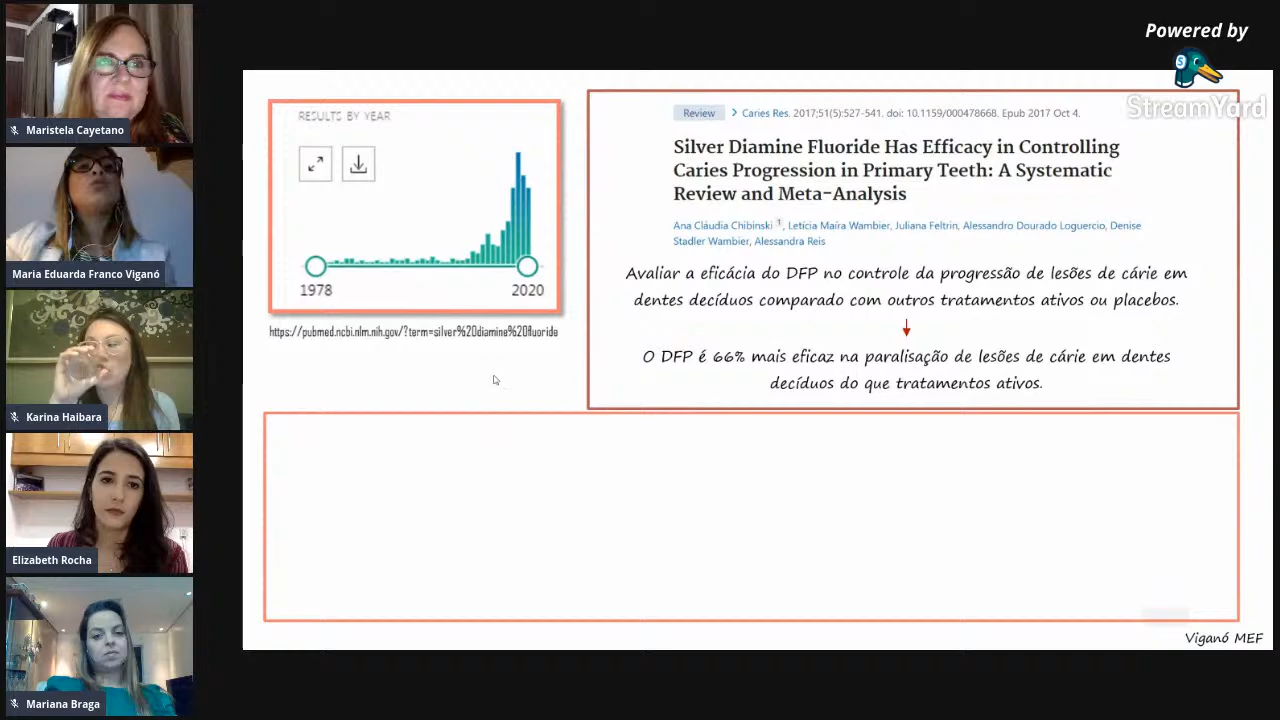 Powered by
StreamYard
Maristela Cayetano
Maria Eduarda Franco Viganó
Karina Haibara
Elizabeth Rocha
Mariana Braga
RESULTS BY YEAR
1978
2020
https://pubmed.ncbi.nlm.nih.gov/?term=silver%20diamine%20fluoride
Review
Caries Res. 2017;51(5):527-541. doi: 10.1159/000478668. Epub 2017 Oct 4.
Silver Diamine Fluoride Has Efficacy in Controlling
Caries Progression in Primary Teeth: A Systematic
Review and Meta-Analysis
Ana Cláudia Chibinski 1, Letícia Maíra Wambier, Juliana Feltrin, Alessandro Dourado Loguercio, Denise
Stadler Wambier, Alessandra Reis
Avaliar a eficácia do DFP no controle da progressão de lesões de cárie em
dentes decíduos comparado com outros tratamentos ativos ou placebos.
O DFP é 66% mais eficaz na paralisação de lesões de cárie em dentes
decíduos do que tratamentos ativos.
Viganó MEF